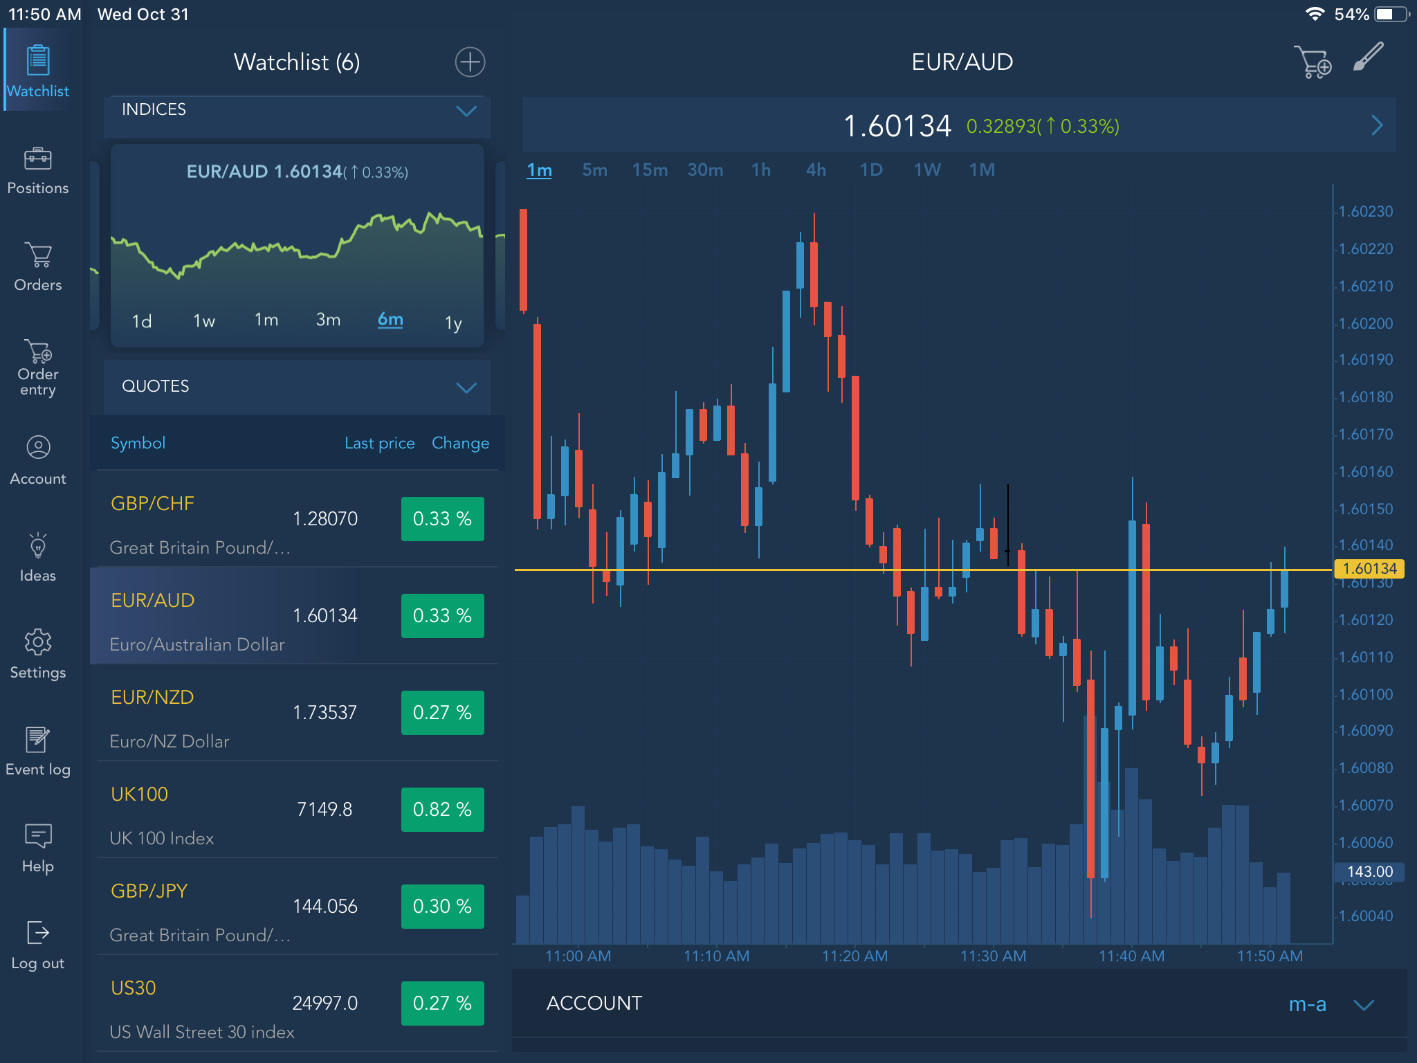 11:50 AM Wed Oct 31
54%
Watchlist
Positions
Orders
Order
entry
Account
Ideas
Settings
Event log
Help
Log out
Watchlist (6)
INDICES
EUR/AUD 1.60134(↑0.33%)
1d 1w 1m 3m 6m 1y
QUOTES
Symbol Last price Change
GBP/CHF
1.28070 0.33 %
Great Britain Pound/...
EUR/AUD
1.60134 0.33 %
Euro/Australian Dollar
EUR/NZD
1.73537 0.27 %
Euro/NZ Dollar
UK100
7149.8 0.82 %
UK 100 Index
GBP/JPY
144.056 0.30 %
Great Britain Pound/...
US30
24997.0 0.27 %
US Wall Street 30 index
EUR/AUD
1.60134 0.32893(↑0.33%)
1m 5m 15m 30m 1h 4h 1D 1W 1M
1.60230
1.60220
1.60210
1.60200
1.60190
1.60180
1.60170
1.60160
1.60150
1.60140
1.60134
1.60130
1.60120
1.60110
1.60100
1.60090
1.60080
1.60070
1.60060
143.00
1.60040
11:00 AM 11:10 AM 11:20 AM 11:30 AM 11:40 AM 11:50 AM
ACCOUNT
m-a